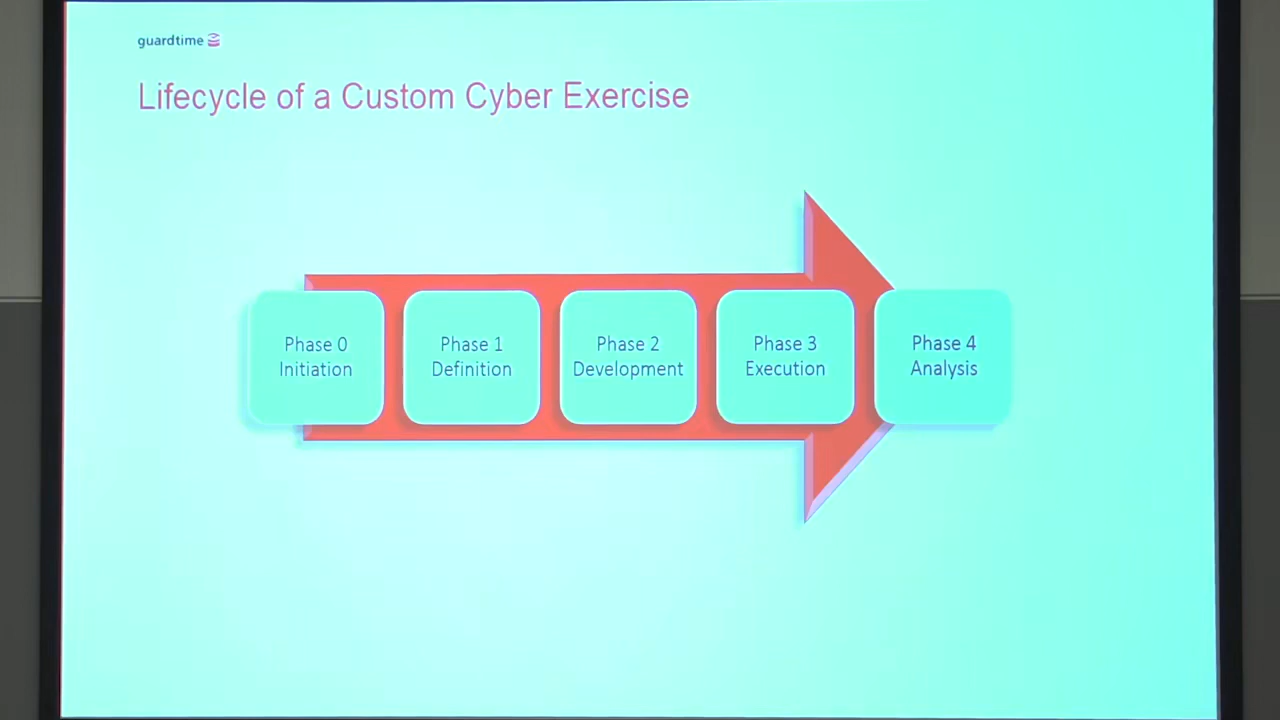 guardtime
Lifecycle of a Custom Cyber Exercise
Phase 0
Initiation
Phase 1
Definition
Phase 2
Development
Phase 3
Execution
Phase 4
Analysis